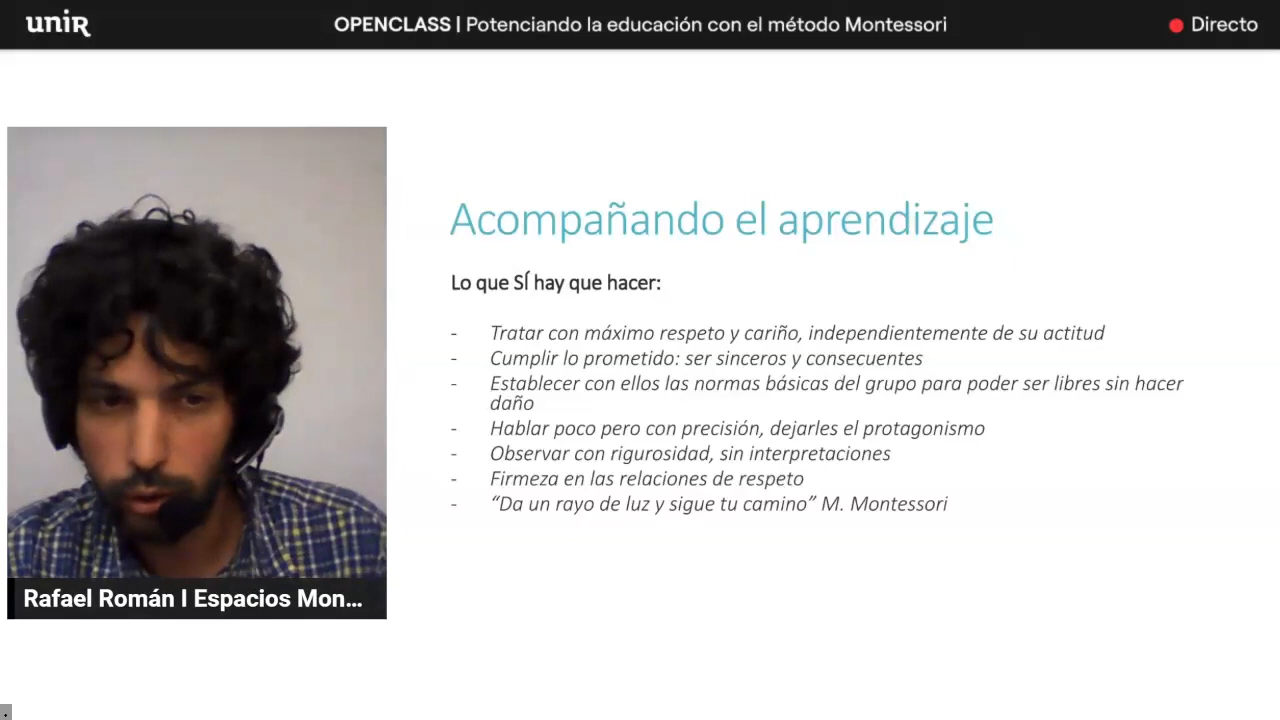 unir
OPENCLASS | Potenciando la educación con el método Montessori
Directo
Acompañando el aprendizaje
Lo que SÍ hay que hacer:
- Tratar con máximo respeto y cariño, independientemente de su actitud
- Cumplir lo prometido: ser sinceros y consecuentes
- Establecer con ellos las normas básicas del grupo para poder ser libres sin hacer
daño
- Hablar poco pero con precisión, dejarles el protagonismo
- Observar con rigurosidad, sin interpretaciones
- Firmeza en las relaciones de respeto
- “Da un rayo de luz y sigue tu camino” M. Montessori
Rafael Román I Espacios Mon...
.